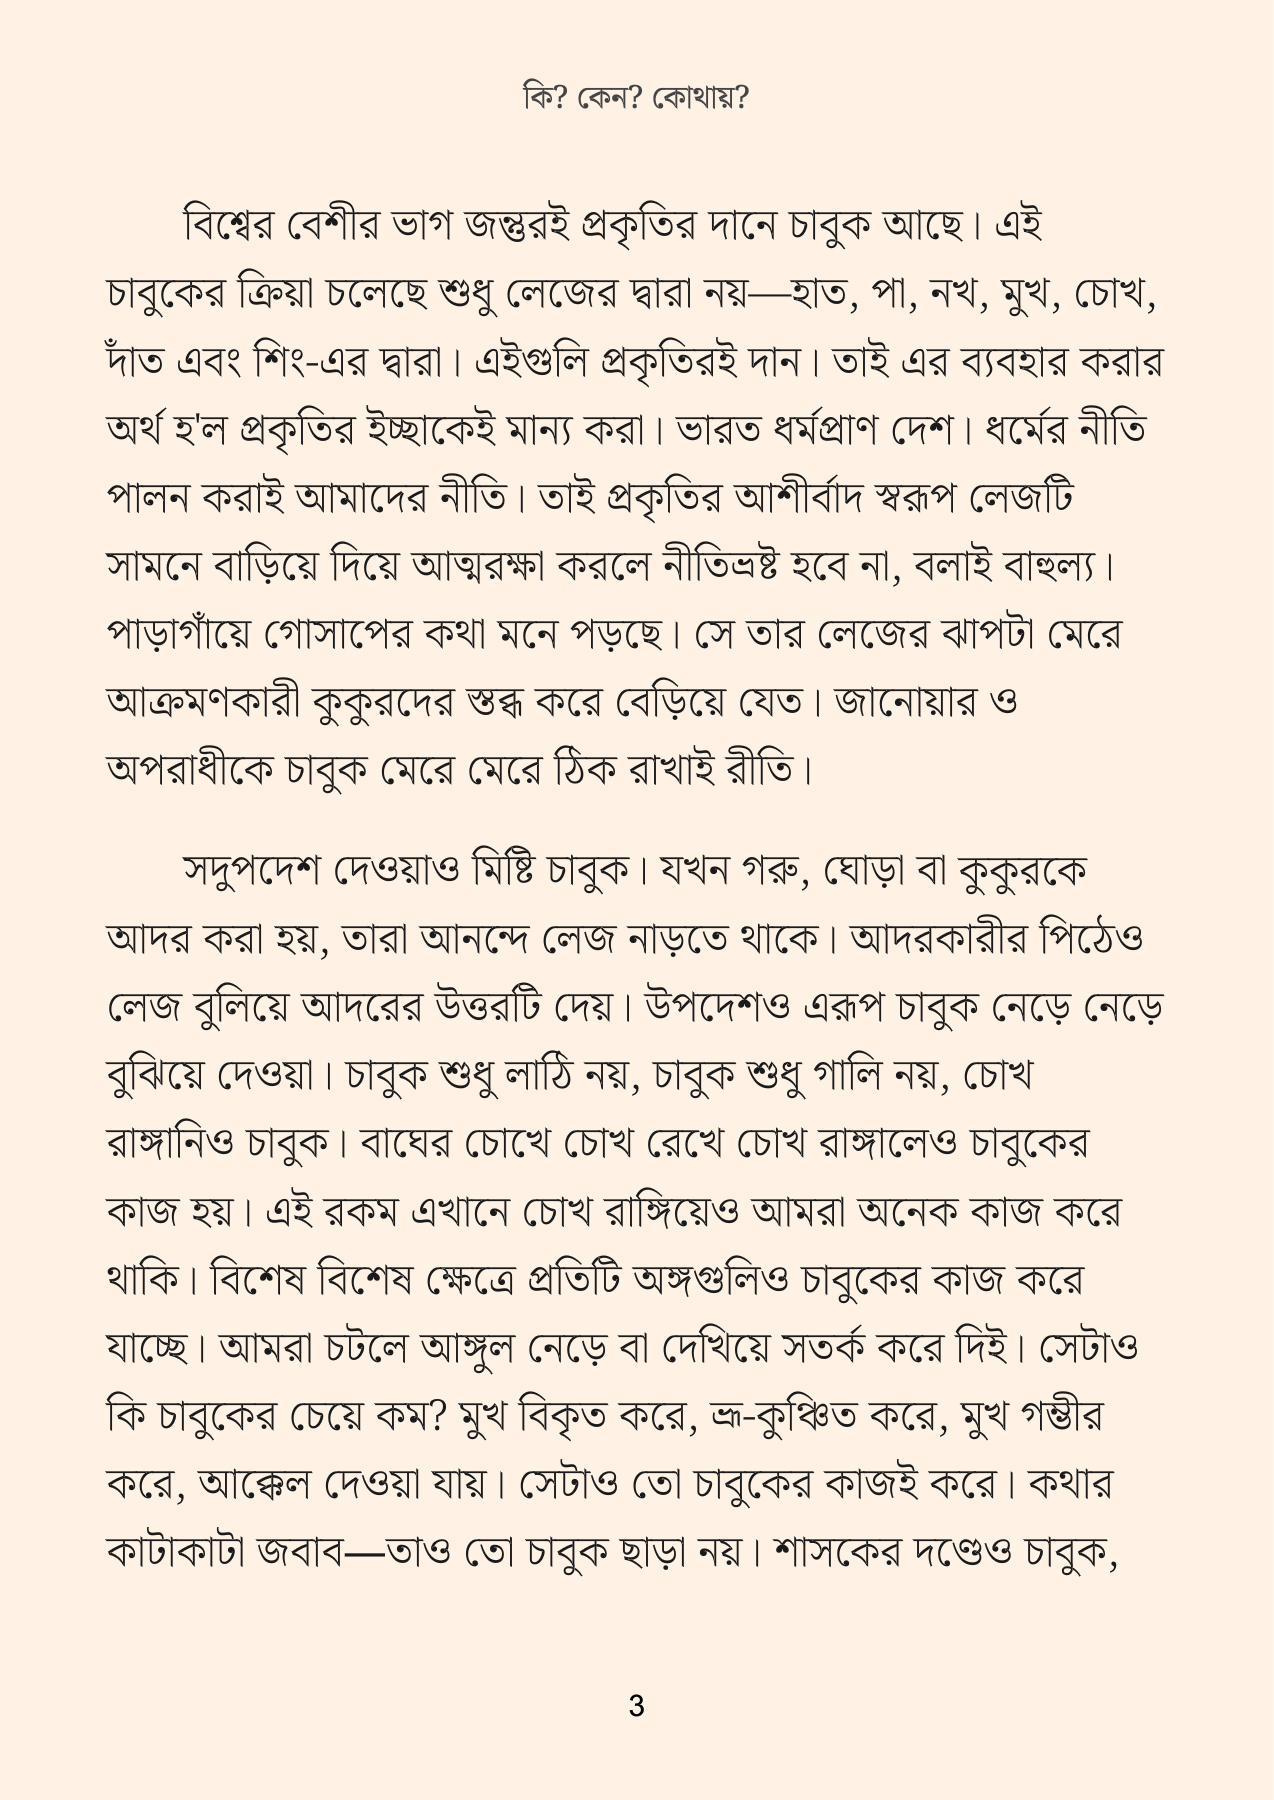 কি? কেন? কোথায়?
বিশ্বের বেশীর ভাগ জন্তুরই প্রকৃতির দানে চাবুক আছে। এই
চাবুকের ক্রিয়া চলেছে শুধু লেজের দ্বারা নয়—হাত, পা, নখ, মুখ, চোখ,
দাঁত এবং শিং-এর দ্বারা। এইগুলি প্রকৃতিরই দান। তাই এর ব্যবহার করার
অর্থ হ'ল প্রকৃতির ইচ্ছাকেই মান্য করা। ভারত ধর্মপ্রাণ দেশ। ধর্মের নীতি
পালন করাই আমাদের নীতি। তাই প্রকৃতির আশীর্বাদ স্বরূপ লেজটি
সামনে বাড়িয়ে দিয়ে আত্মরক্ষা করলে নীতিভ্রষ্ট হবে না, বলাই বাহুল্য।
পাড়াগাঁয়ে গোসাপের কথা মনে পড়ছে। সে তার লেজের ঝাপটা মেরে
আক্রমণকারী কুকুরদের স্তব্ধ করে বেড়িয়ে যেত। জানোয়ার ও
অপরাধীকে চাবুক মেরে মেরে ঠিক রাখাই রীতি।
সদুপদেশ দেওয়াও মিষ্টি চাবুক। যখন গরু, ঘোড়া বা কুকুরকে
আদর করা হয়, তারা আনন্দে লেজ নাড়তে থাকে। আদরকারীর পিঠেও
লেজ বুলিয়ে আদরের উত্তরটি দেয়। উপদেশও এরূপ চাবুক নেড়ে নেড়ে
বুঝিয়ে দেওয়া। চাবুক শুধু লাঠি নয়, চাবুক শুধু গালি নয়, চোখ
রাঙ্গানিও চাবুক। বাঘের চোখে চোখ রেখে চোখ রাঙ্গালেও চাবুকের
কাজ হয়। এই রকম এখানে চোখ রাঙ্গিয়েও আমরা অনেক কাজ করে
থাকি। বিশেষ বিশেষ ক্ষেত্রে প্রতিটি অঙ্গগুলিও চাবুকের কাজ করে
যাচ্ছে। আমরা চটলে আঙ্গুল নেড়ে বা দেখিয়ে সতর্ক করে দিই। সেটাও
কি চাবুকের চেয়ে কম? মুখ বিকৃত করে, ভ্রূ-কুঞ্চিত করে, মুখ গম্ভীর
করে, আক্কেল দেওয়া যায়। সেটাও তো চাবুকের কাজই করে। কথার
কাটাকাটা জবাব—তাও তো চাবুক ছাড়া নয়। শাসকের দণ্ডেও চাবুক,
3